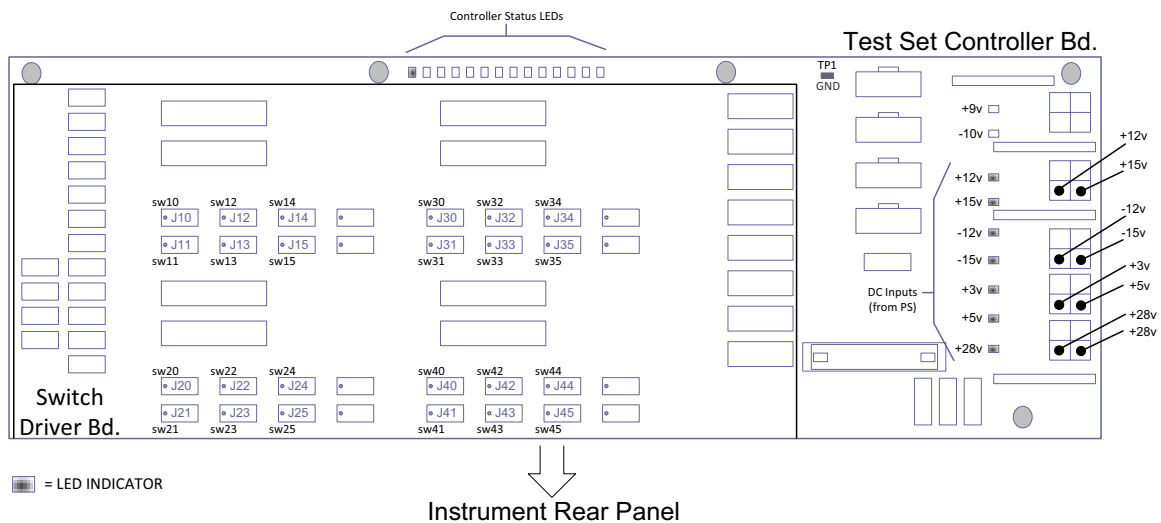 Controller Status LEDs
Test Set Controller Bd.
TP1
GND
+9v
-10v
+12v
+15v
-12v
-15v
+3v
+5v
+28v
DC Inputs
(from PS)
+12v
+15v
-12v
-15v
+3v
+5v
+28v
+28v
sw10 sw12 sw14
J10 J12 J14
J11 J13 J15
sw11 sw13 sw15
sw30 sw32 sw34
J30 J32 J34
J31 J33 J35
sw31 sw33 sw35
sw20 sw22 sw24
J20 J22 J24
J21 J23 J25
sw21 sw23 sw25
sw40 sw42 sw44
J40 J42 J44
J41 J43 J45
sw41 sw43 sw45
Switch
Driver Bd.
= LED INDICATOR
Instrument Rear Panel